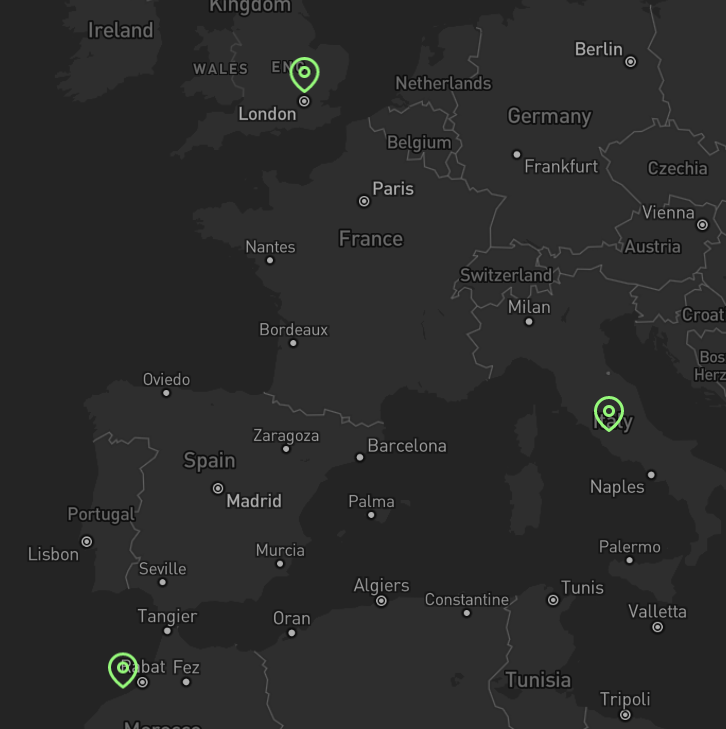 Kingdom
Ireland
WALES
ENG
Berlin
Netherlands
London
Germany
Belgium
Frankfurt
Czechia
Paris
Vienna
France
Nantes
Austria
Switzerland
Milan
Croat
Bordeaux
Bos
Herz
Oviedo
Italy
Zaragoza
Barcelona
Spain
Naples
Madrid
Palma
Portugal
Lisbon
Murcia
Palermo
Seville
Algiers
Tunis
Constantine
Valletta
Tangier
Oran
Rabat
Fez
Tunisia
Tripoli
Morocco